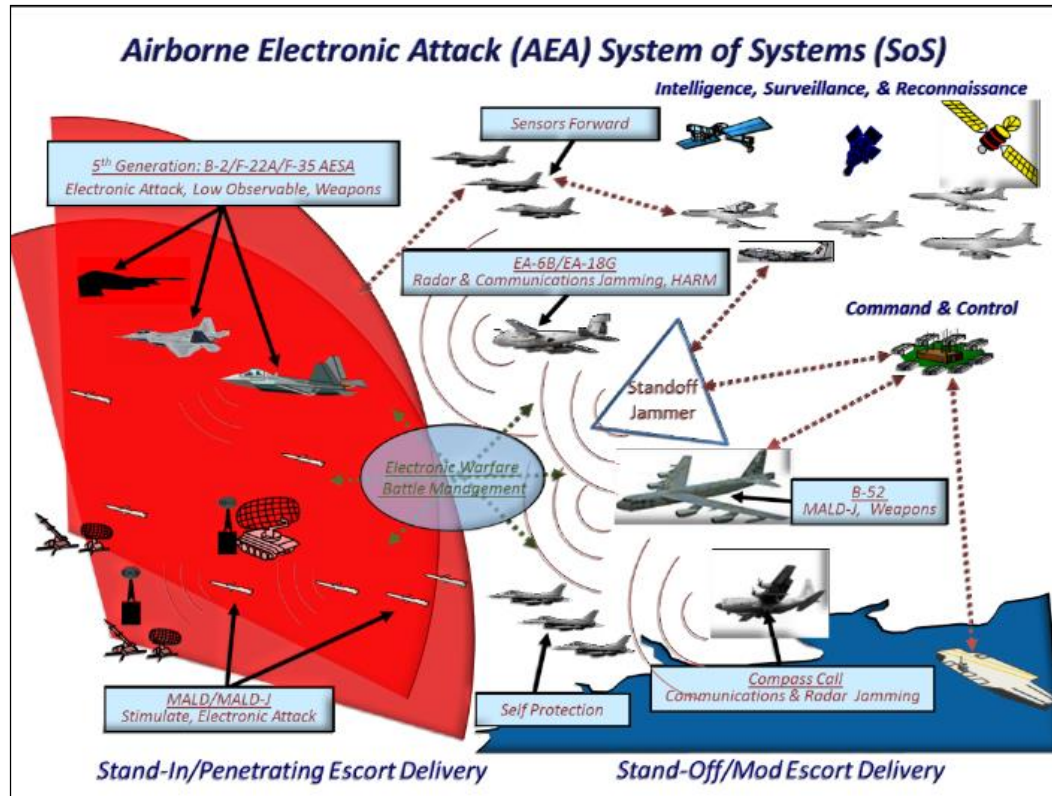 Airborne Electronic Attack (AEA) System of Systems (SoS)
Intelligence, Surveillance, & Reconnaissance
Sensors Forward
5th Generation: B-2/F-22A/F-35 AESA
Electronic Attack, Low Observable, Weapons
EA-6B/EA-18G
Radar & Communications Jamming, HARM
Command & Control
Standoff
Jammer
Electronic Warfare
Battle Management
B-52
MALD-J, Weapons
MALD/MALD-J
Stimulate, Electronic Attack
Self Protection
Compass Call
Communications & Radar Jamming
Stand-In/Penetrating Escort Delivery
Stand-Off/Mod Escort Delivery